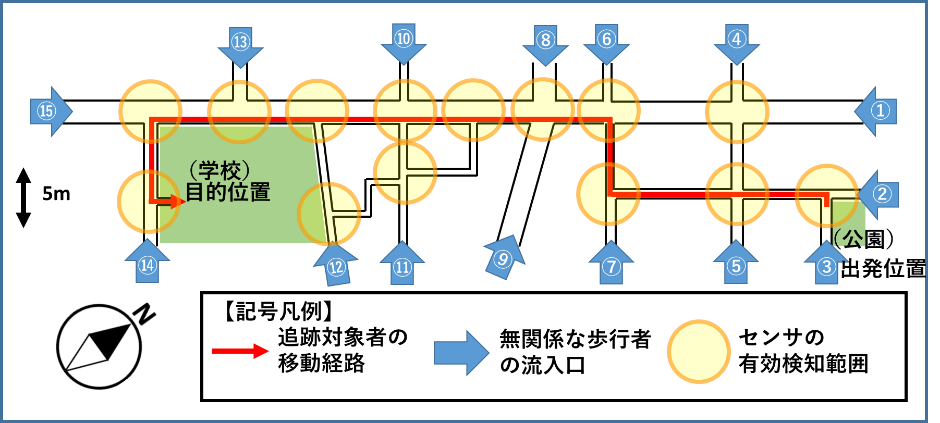 ⑬
⑩
⑧
⑥
④
⑮
①
(学校)
目的位置
5m
②
(公園)
出発位置
⑭
⑫
⑪
⑨
⑦
⑤
③
N
【記号凡例】
追跡対象者の
移動経路
無関係な歩行者
の流入口
センサの
有効検知範囲